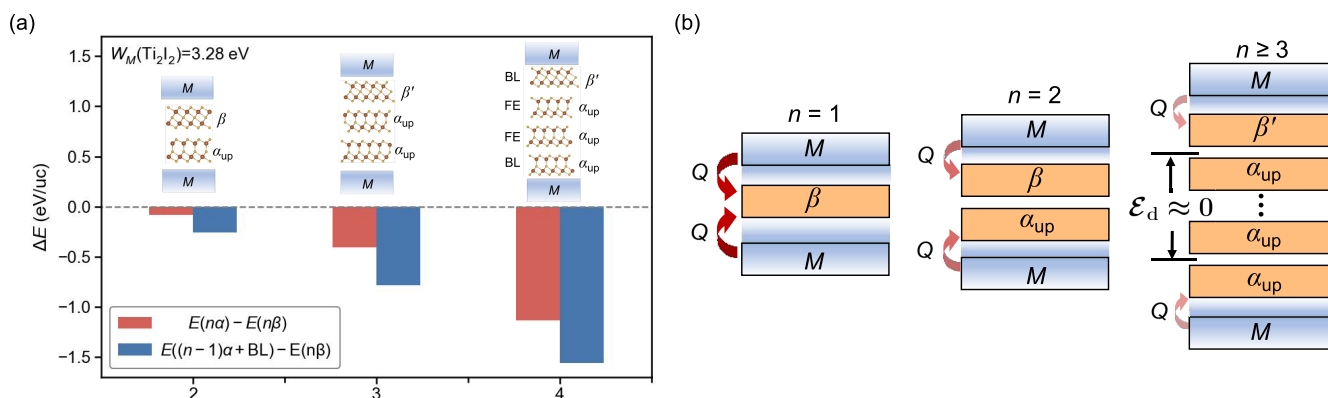 (a)
W_M(Ti₂I₂)=3.28 eV
M
β
α_up
M
M
β′
α_up
α_up
M
M
BL β′
FE α_up
FE α_up
BL α_up
M
ΔE (eV/uc)
1.5
1.0
0.5
0.0
−0.5
−1.0
−1.5
E(nα) − E(nβ)
E((n − 1)α + BL) − E(nβ)
2 3 4
(b)
n = 1
M
Q
β
Q
M
n = 2
M
Q
β
α_up
Q
M
n ≥ 3
M
Q
β′
α_up
ℰ_d ≈ 0
⋮
α_up
α_up
Q
M